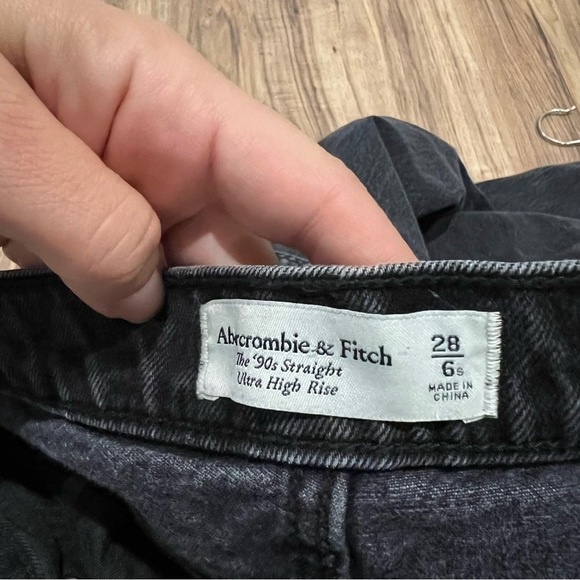 Abercrombie & Fitch
The '90s Straight
Ultra High Rise
28
6S
MADE IN
CHINA